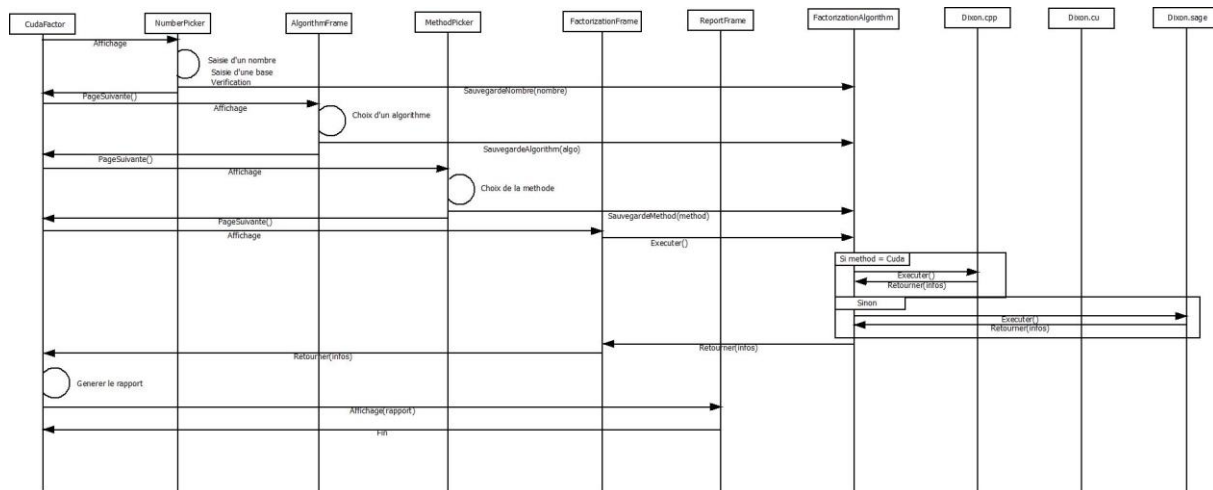 CudaFactor
NumberPicker
AlgorithmFrame
MethodPicker
FactorizationFrame
ReportFrame
FactorizationAlgorithm
Dixon.cpp
Dixon.cu
Dixon.sage
Affichage
Saisie d'un nombre
Saisie d'une base
Verification
SauvegardeNombre(nombre)
PageSuivante()
Affichage
Choix d'un algorithme
SauvegardeAlgorithm(algo)
PageSuivante()
Affichage
Choix de la methode
SauvegardeMethod(method)
PageSuivante()
Affichage
Executer()
Si method = Cuda
Executer()
Retourner(infos)
Sinon
Executer()
Retourner(infos)
Retourner(infos)
Retourner(infos)
Generer le rapport
Affichage(rapport)
Fin